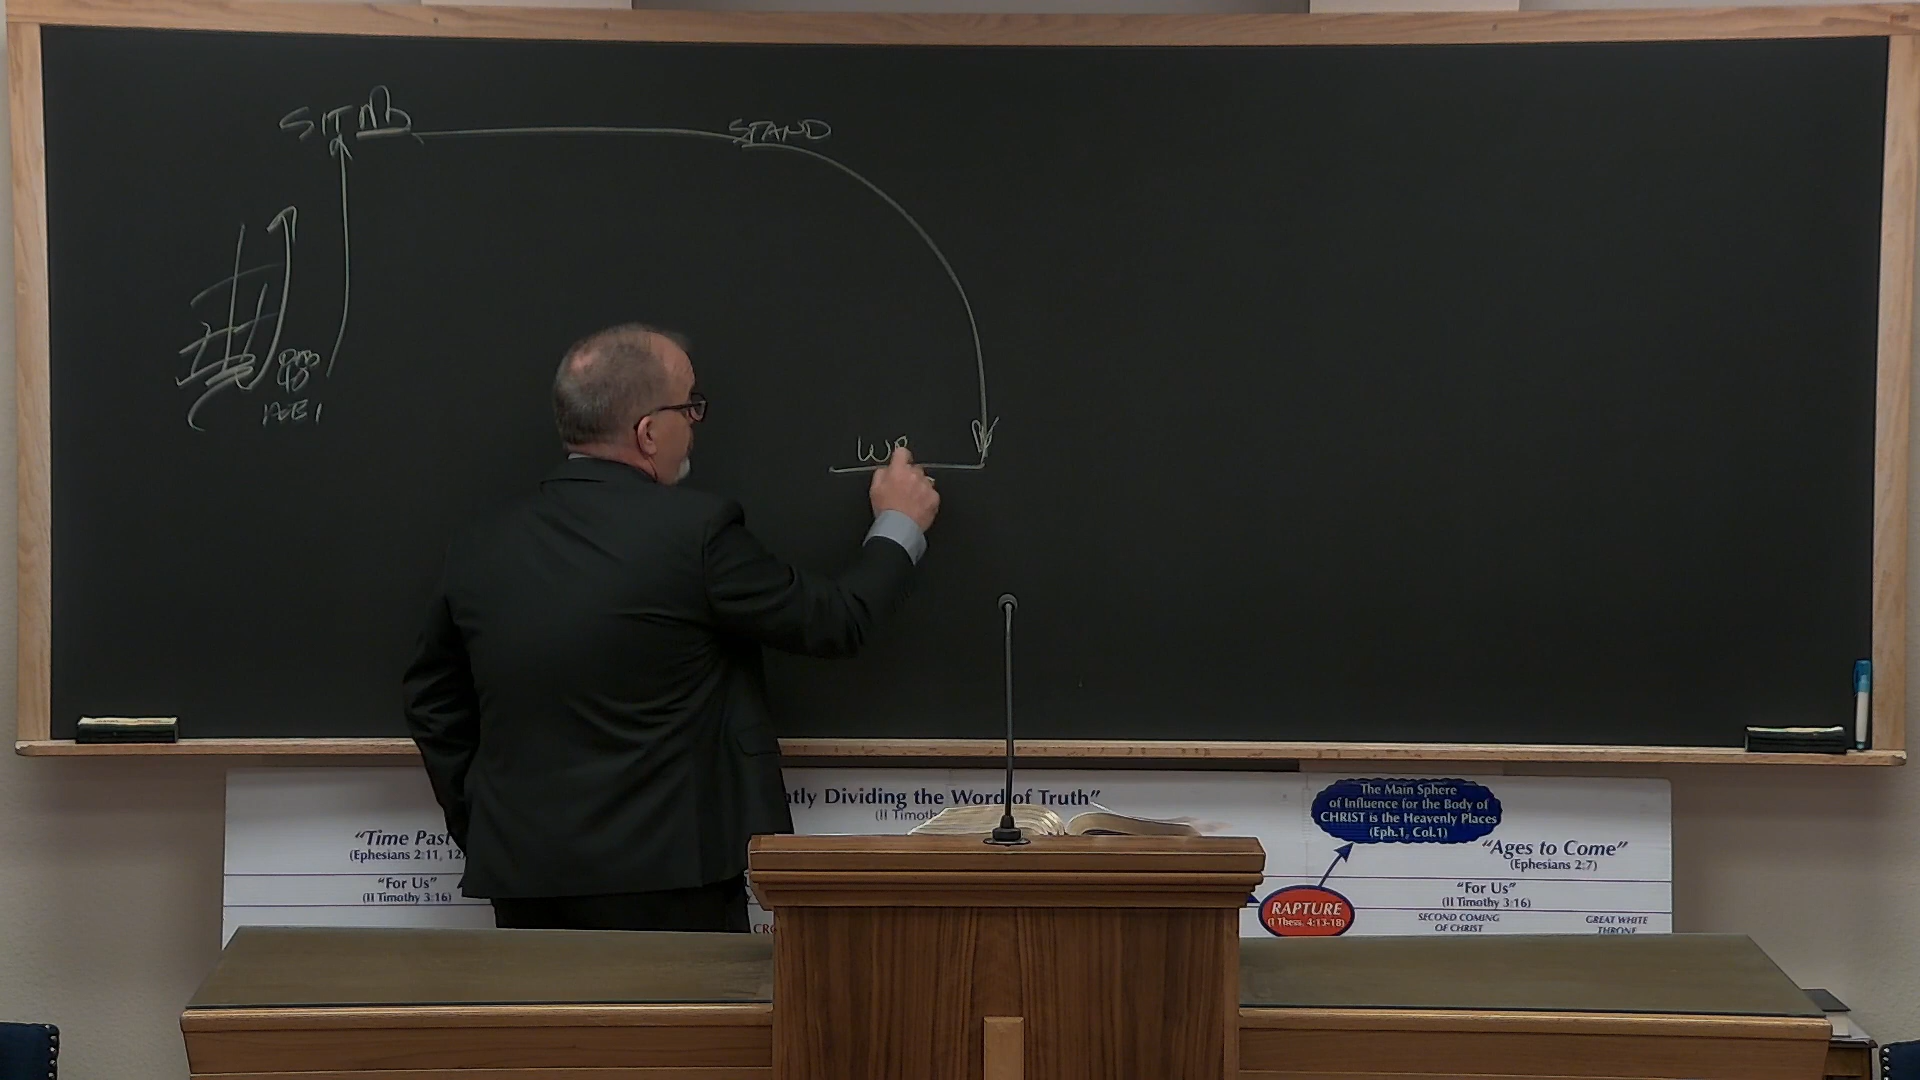 SIT
STAND
W
"Time Past
(Ephesians 2:11, 12)
"For Us"
(II Timothy 3:16)
Dividing the Word of Truth"
(II Timoth
The Main Sphere
of Influence for the Body of
CHRIST is the Heavenly Places
(Eph.1, Col.1)
"Ages to Come"
(Ephesians 2:7)
"For Us"
(II Timothy 3:16)
RAPTURE
(I Thess. 4:13-18)
SECOND COMING
OF CHRIST
GREAT WHITE
THRONE